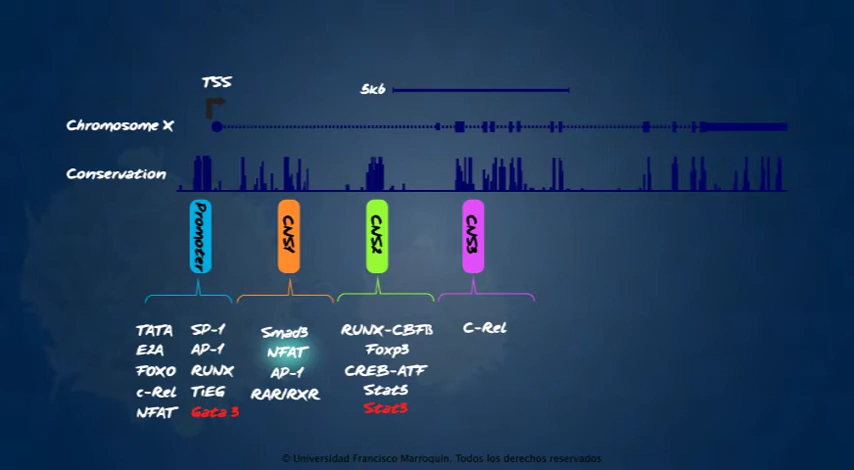 TSS
5kb
Chromosome X
Conservation
Promoter
CNS1
CNS2
CNS3
TATA SP-1
E2A AP-1
FOXO RUNX
c-Rel TiEG
NFAT Gata 3
Smad3
NFAT
AP-1
RAR/RXR
RUNX-CBFB
Foxp3
CREB-ATF
Stat5
Stat3
C-Rel
© Universidad Francisco Marroquín. Todos los derechos reservados